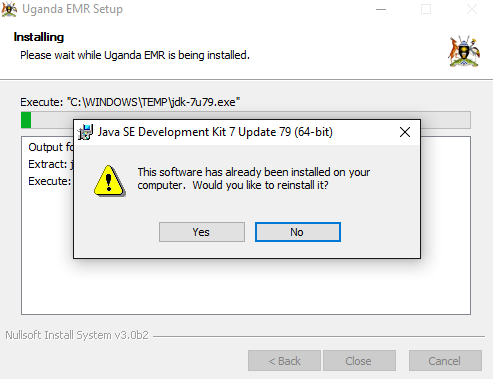 Uganda EMR Setup
Installing
Please wait while Uganda EMR is being installed.
Execute: "C:\WINDOWS\TEMP\jdk-7u79.exe"
Output fo
Extract: j
Execute:
Java SE Development Kit 7 Update 79 (64-bit)
This software has already been installed on your
computer. Would you like to reinstall it?
Yes
No
Nullsoft Install System v3.0b2
< Back
Close
Cancel